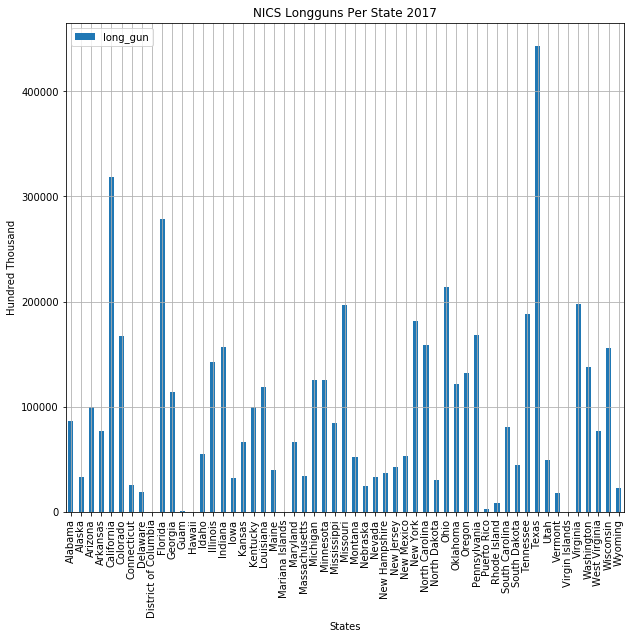 NICS Longguns Per State 2017
long_gun
400000
300000
200000
100000
0
Hundred Thousand
Alabama
Alaska
Arizona
Arkansas
California
Colorado
Connecticut
Delaware
District of Columbia
Florida
Georgia
Guam
Hawaii
Idaho
Illinois
Indiana
Iowa
Kansas
Kentucky
Louisiana
Maine
Mariana Islands
Maryland
Massachusetts
Michigan
Minnesota
Mississippi
Missouri
Montana
Nebraska
Nevada
New Hampshire
New Jersey
New Mexico
New York
North Carolina
North Dakota
Ohio
Oklahoma
Oregon
Pennsylvania
Puerto Rico
Rhode Island
South Carolina
South Dakota
Tennessee
Texas
Utah
Vermont
Virgin Islands
Virginia
Washington
West Virginia
Wisconsin
Wyoming
States